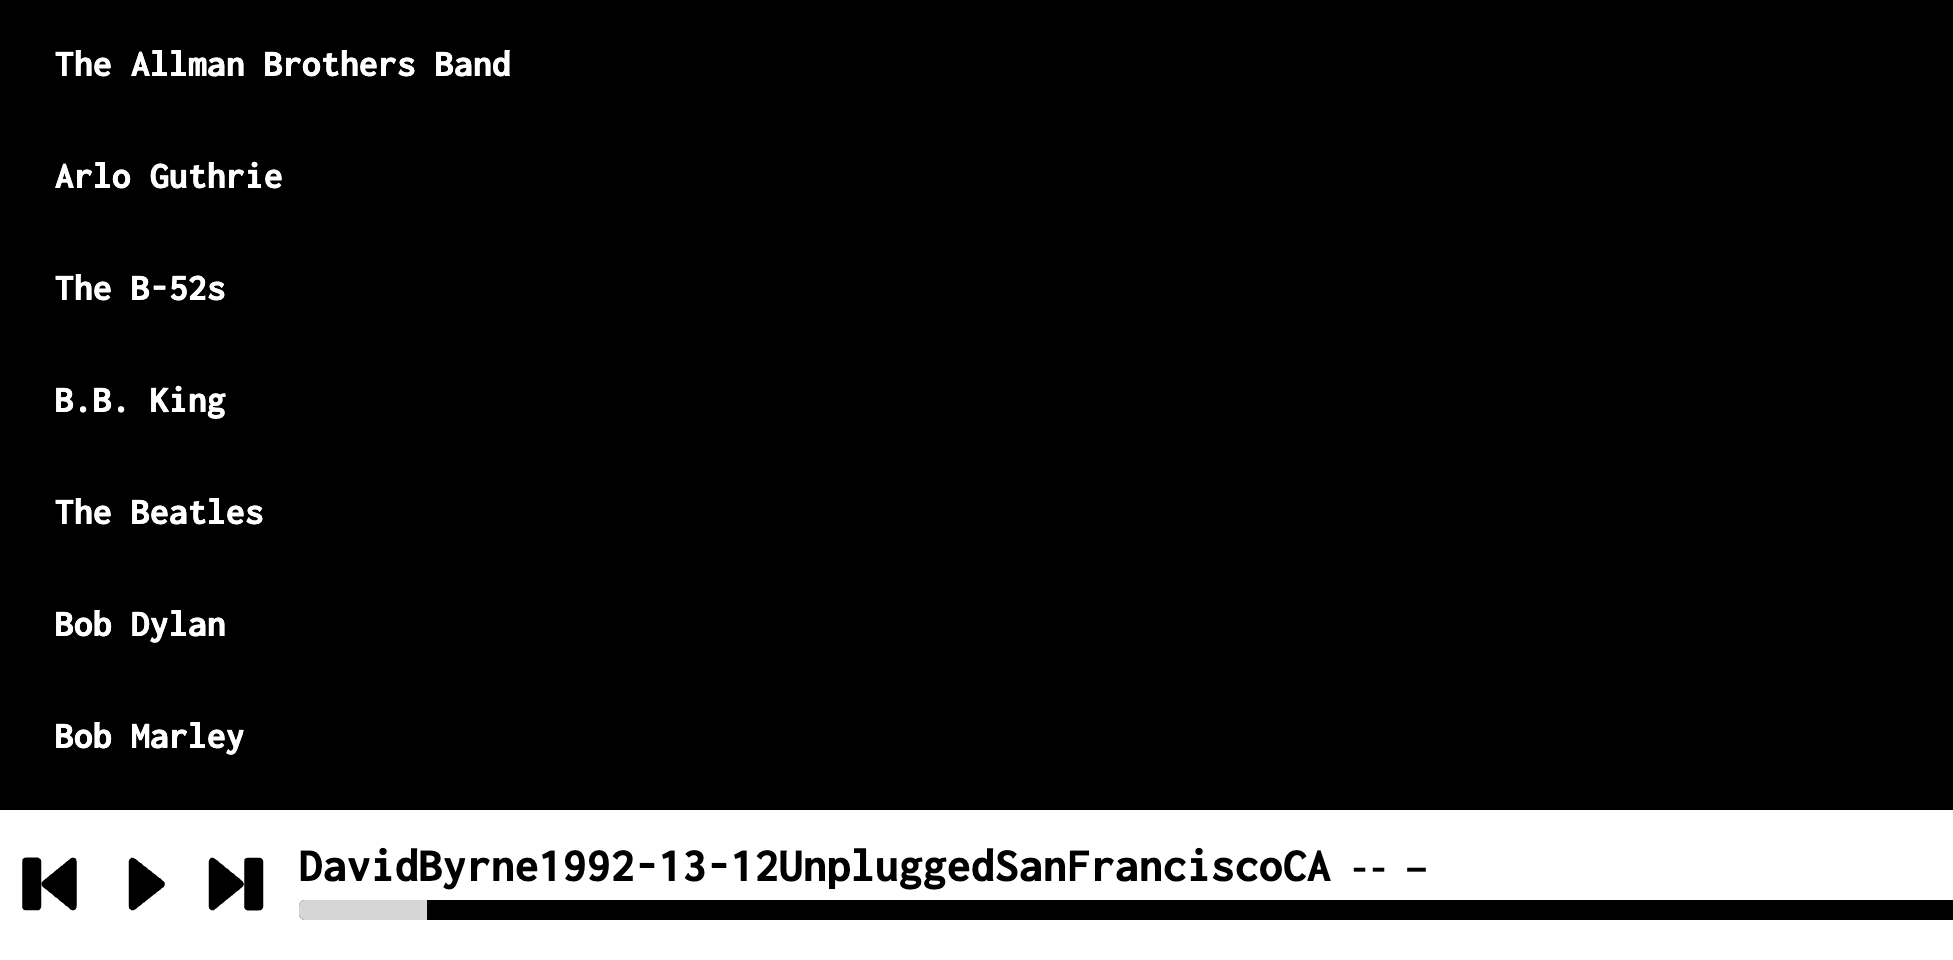 The Allman Brothers Band
Arlo Guthrie
The B-52s
B.B. King
The Beatles
Bob Dylan
Bob Marley
DavidByrne1992-13-12UnpluggedSanFranciscoCA -- —